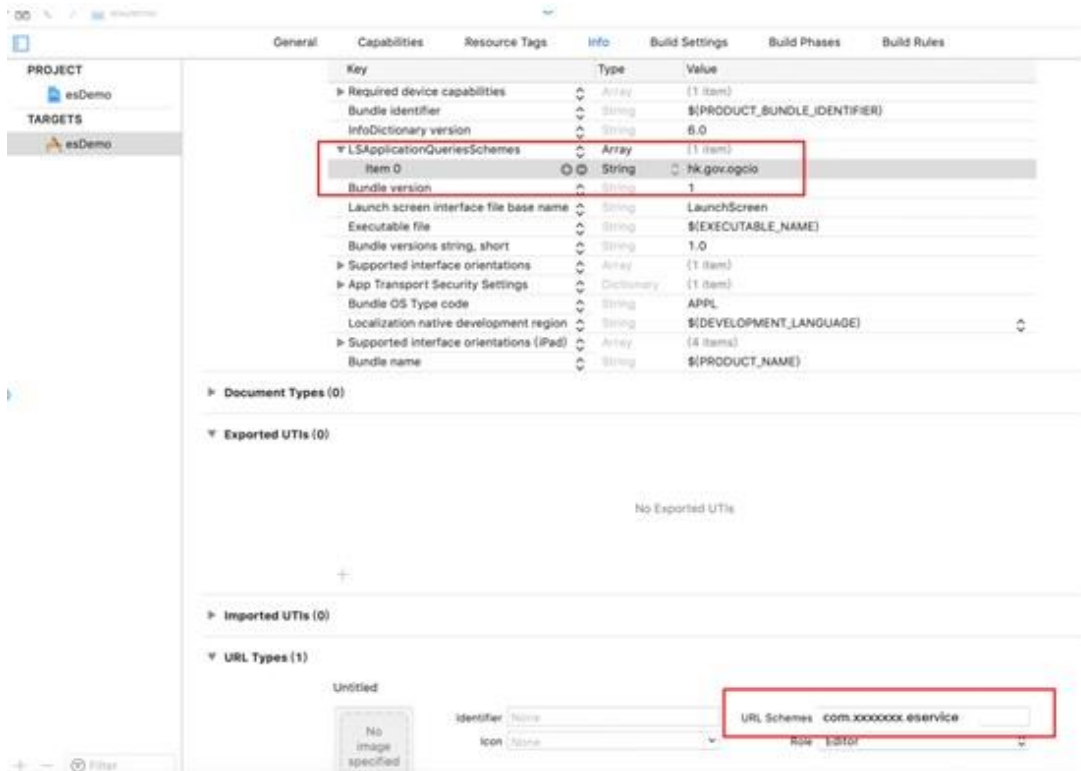 General Capabilities Resource Tags Info Build Settings Build Phases Build Rules
PROJECT
esDemo
TARGETS
esDemo
Key Type Value
Required device capabilities Array (1 item)
Bundle identifier String $(PRODUCT_BUNDLE_IDENTIFIER)
InfoDictionary version String 6.0
LSApplicationQueriesSchemes Array (1 item)
Item 0 String hk.gov.ogcio
Bundle version String 1
Launch screen interface file base name String LaunchScreen
Executable file String $(EXECUTABLE_NAME)
Bundle versions string, short String 1.0
Supported interface orientations Array (1 item)
App Transport Security Settings Dictionary (1 item)
Bundle OS Type code String APPL
Localization native development region String $(DEVELOPMENT_LANGUAGE)
Supported interface orientations (iPad) Array (4 items)
Bundle name String $(PRODUCT_NAME)
Document Types (0)
Exported UTIs (0)
No Exported UTIs
Imported UTIs (0)
URL Types (1)
Untitled
No image specified
Identifier None
URL Schemes com.xxxxxxx.eservice
Icon None
Role Editor
Filter